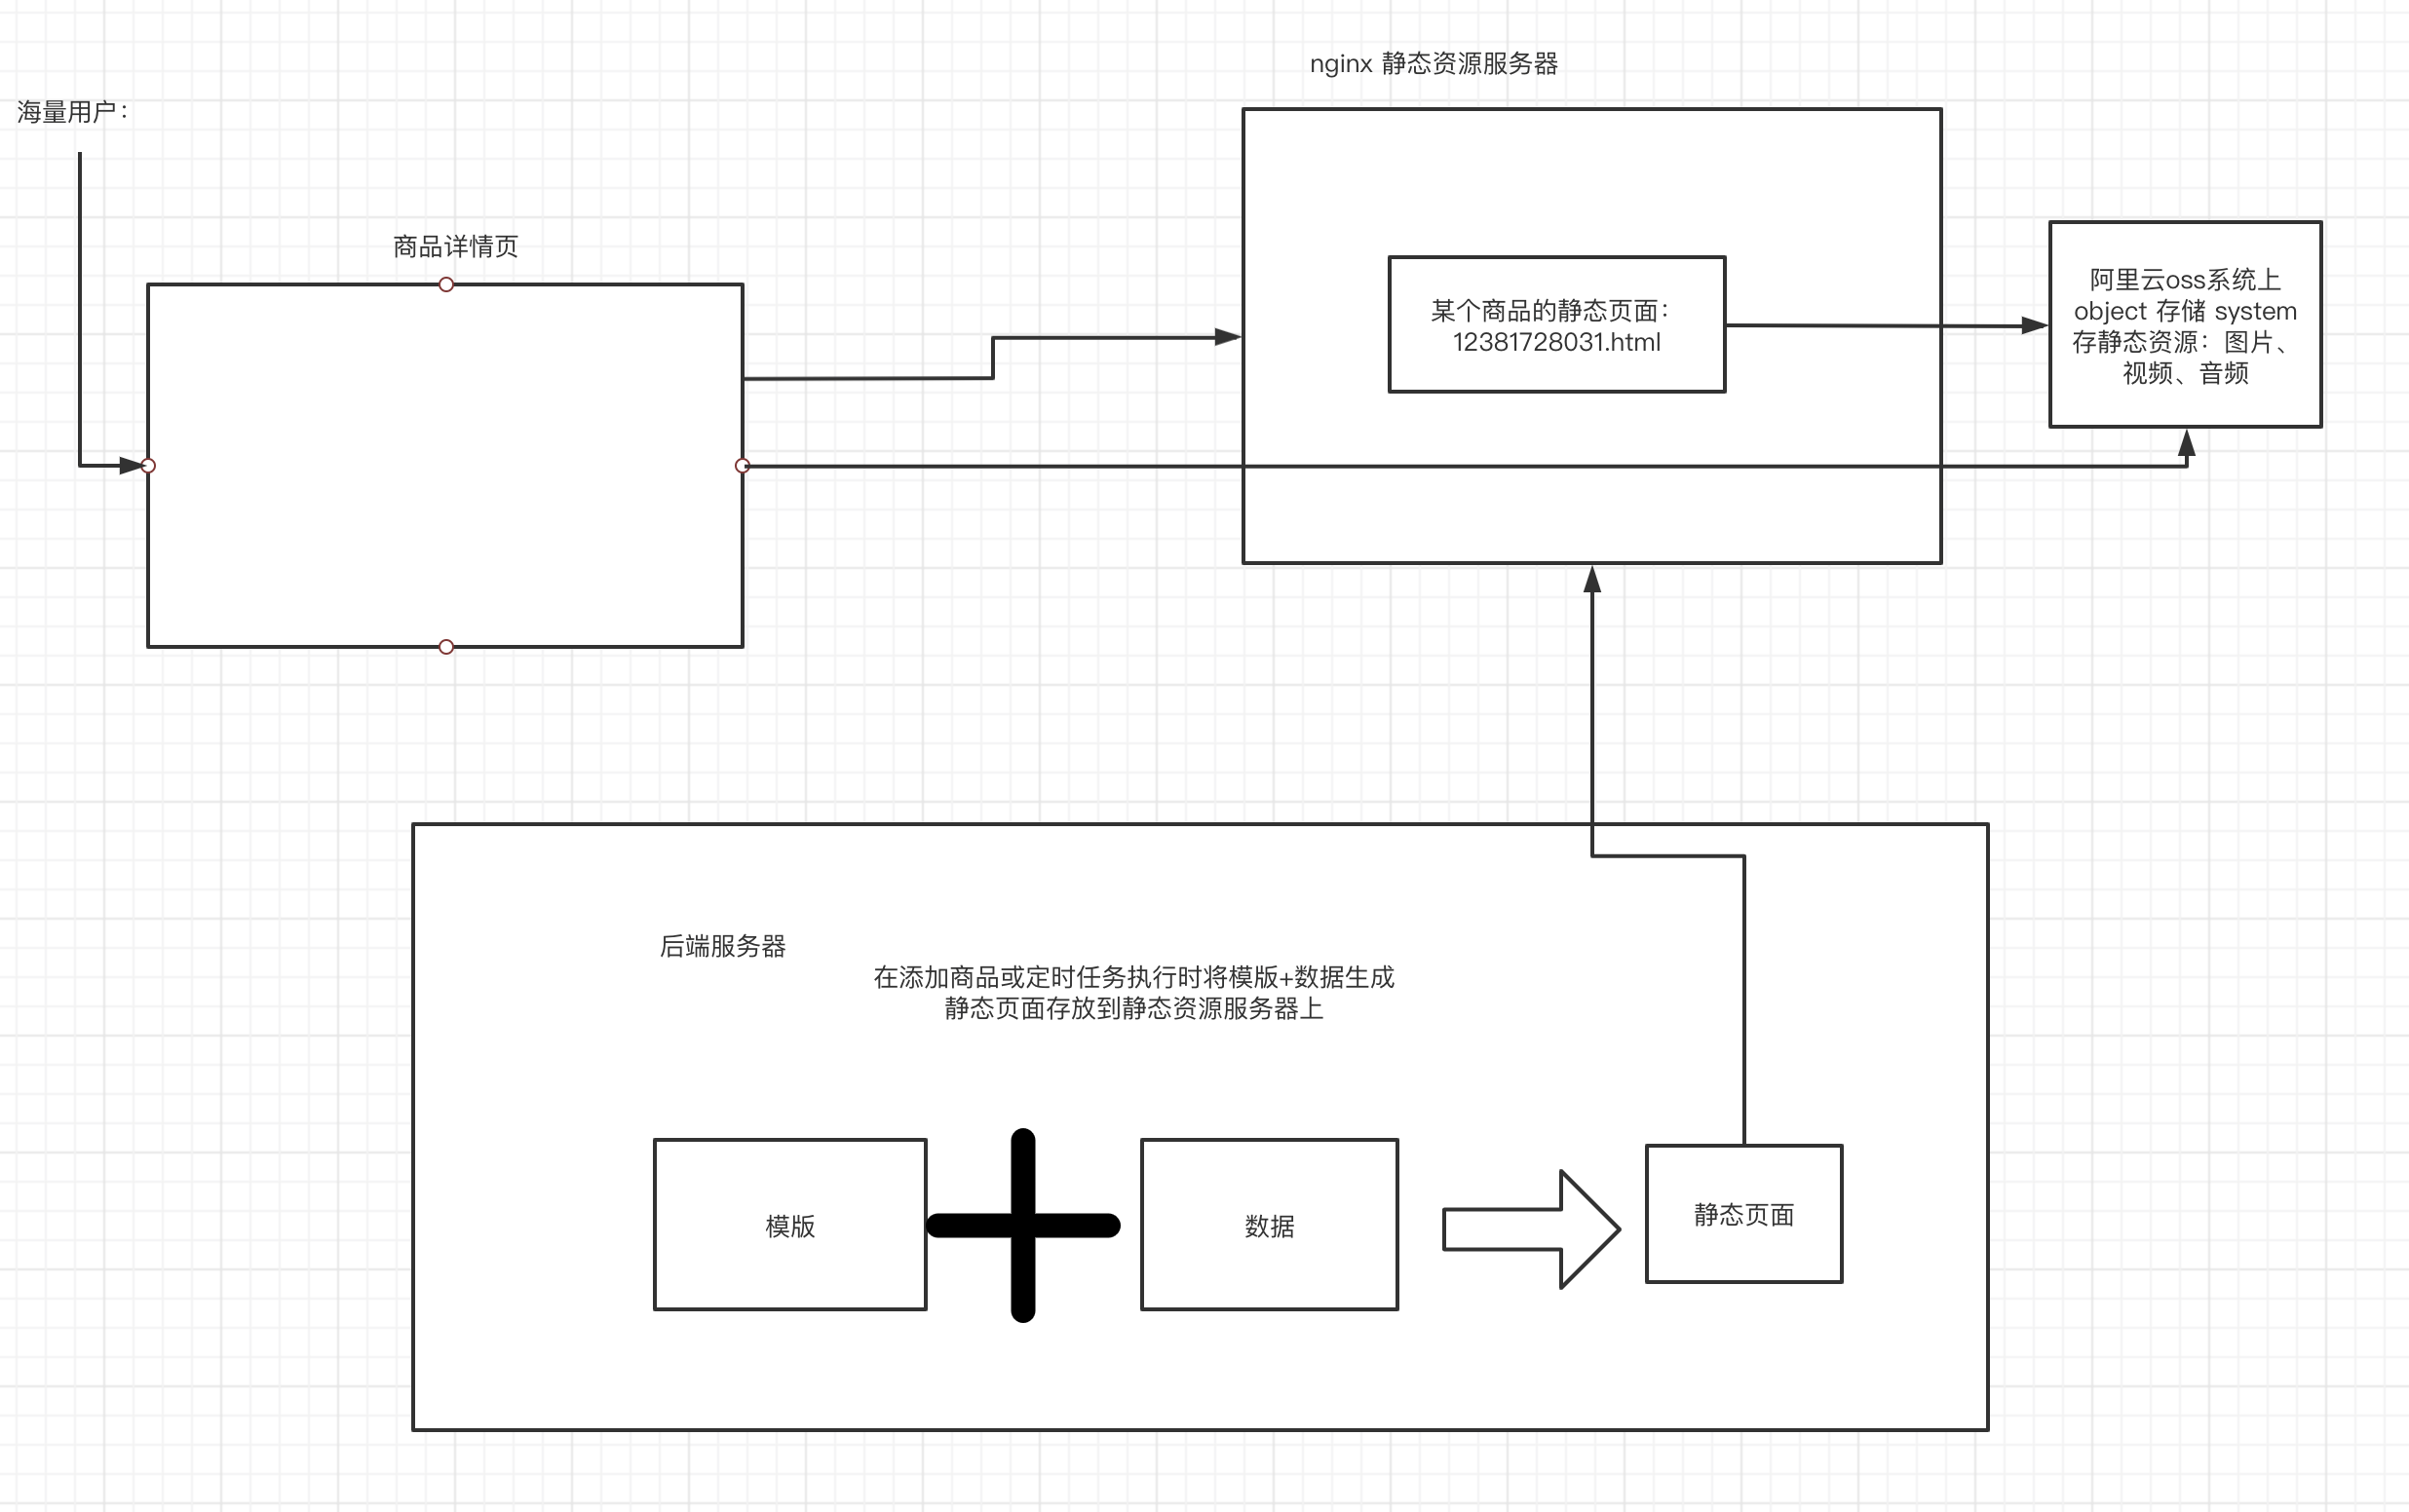 nginx 静态资源服务器
海量用户：
商品详情页
某个商品的静态页面：
12381728031.html
阿里云oss系统上
object 存储 system
存静态资源：图片、
视频、音频
后端服务器
在添加商品或定时任务执行时将模版+数据生成
静态页面存放到静态资源服务器上
模版
数据
静态页面